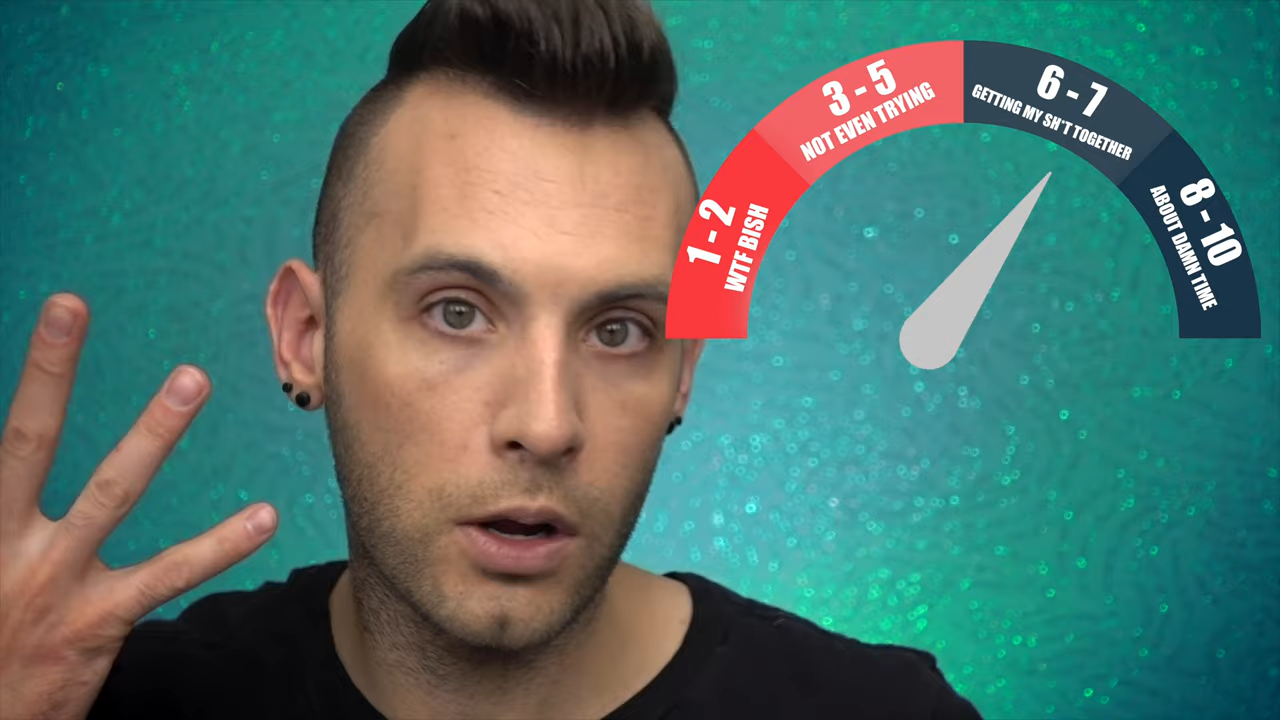 1 - 2
WTF BISH
3 - 5
NOT EVEN TRYING
6 - 7
GETTING MY SH*T TOGETHER
8 - 10
ABOUT DAMN TIME